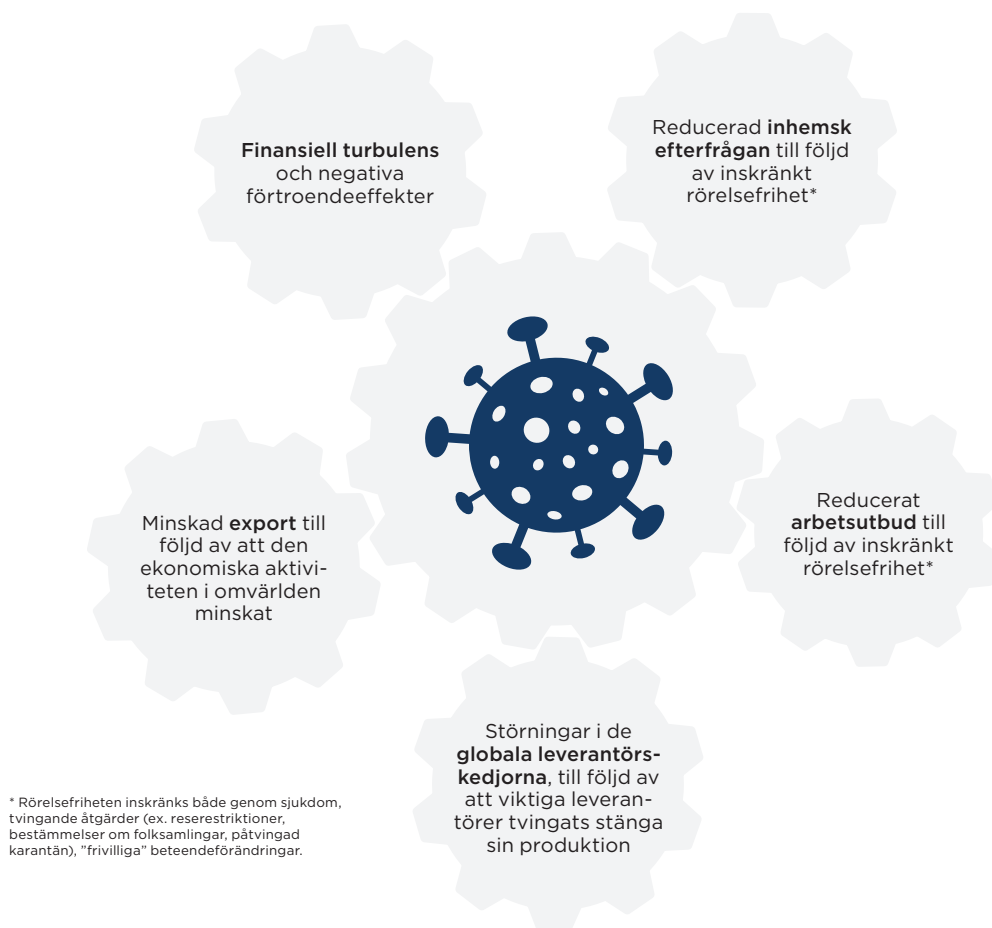 Finansiell turbulens
och negativa
förtroendeeffekter
Reducerad inhemsk
efterfrågan till följd
av inskränkt
rörelsefrihet*
Minskad export till
följd av att den
ekonomiska aktivi-
teten i omvärlden
minskat
Reducerat
arbetsutbud till
följd av inskränkt
rörelsefrihet*
Störningar i de
globala leverantörs-
kedjorna, till följd av
att viktiga leveran-
törer tvingats stänga
sin produktion
* Rörelsefriheten inskränks både genom sjukdom,
tvingande åtgärder (ex. reserestriktioner,
bestämmelser om folksamlingar, påtvingad
karantän), ”frivilliga” beteendeförändringar.